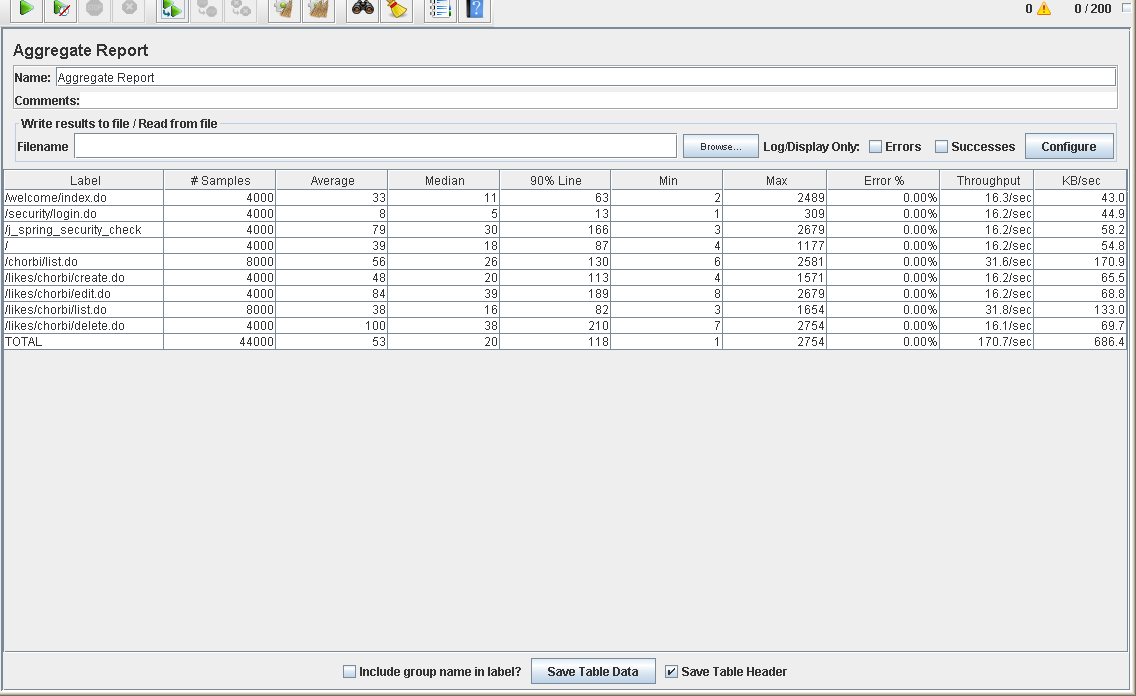 0 0 / 200
Aggregate Report
Name: Aggregate Report
Comments:
Write results to file / Read from file
Filename Browse... Log/Display Only: Errors Successes Configure
Label # Samples Average Median 90% Line Min Max Error % Throughput KB/sec
/welcome/index.do 4000 33 11 63 2 2489 0.00% 16.3/sec 43.0
/security/login.do 4000 8 5 13 1 309 0.00% 16.2/sec 44.9
/j_spring_security_check 4000 79 30 166 3 2679 0.00% 16.2/sec 58.2
/ 4000 39 18 87 4 1177 0.00% 16.2/sec 54.8
/chorbi/list.do 8000 56 26 130 6 2581 0.00% 31.6/sec 170.9
/likes/chorbi/create.do 4000 48 20 113 4 1571 0.00% 16.2/sec 65.5
/likes/chorbi/edit.do 4000 84 39 189 8 2679 0.00% 16.2/sec 68.8
/likes/chorbi/list.do 8000 38 16 82 3 1654 0.00% 31.8/sec 133.0
/likes/chorbi/delete.do 4000 100 38 210 7 2754 0.00% 16.1/sec 69.7
TOTAL 44000 53 20 118 1 2754 0.00% 170.7/sec 686.4
Include group name in label? Save Table Data Save Table Header